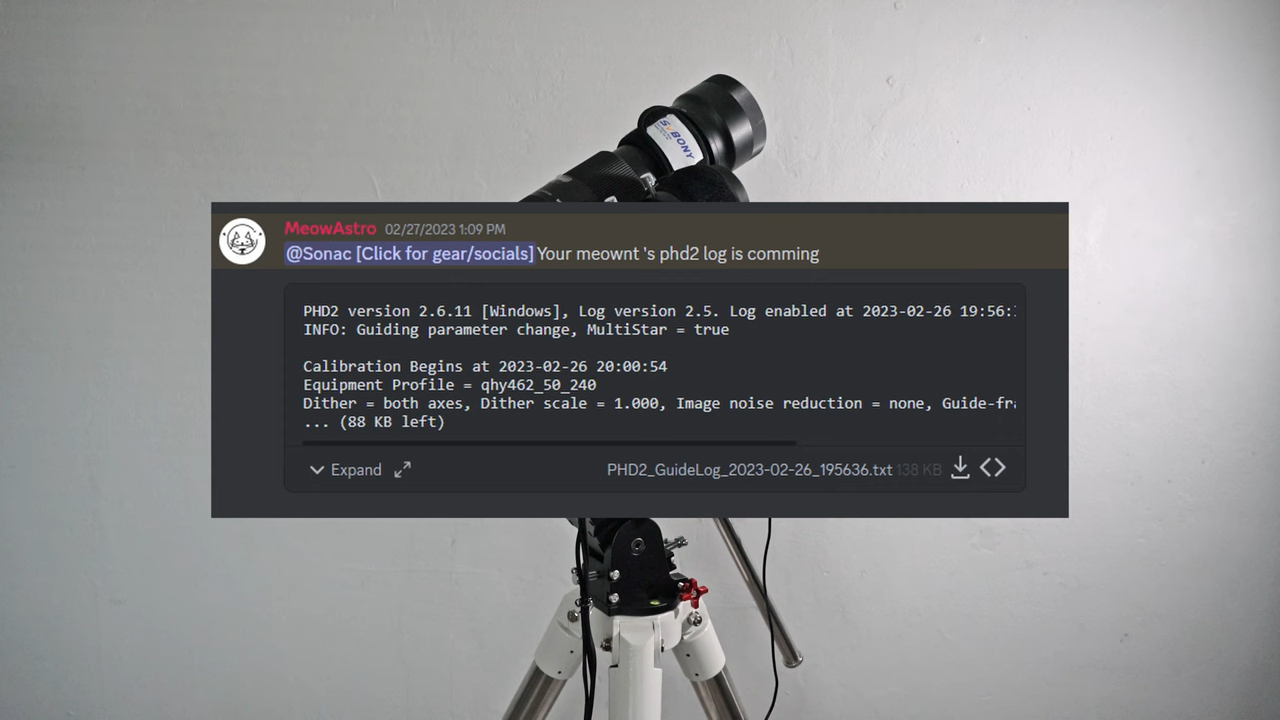 SVBONY
MeowAstro 02/27/2023 1:09 PM
@Sonac [Click for gear/socials] Your meownt 's phd2 log is comming
PHD2 version 2.6.11 [Windows], Log version 2.5. Log enabled at 2023-02-26 19:56:
INFO: Guiding parameter change, MultiStar = true
Calibration Begins at 2023-02-26 20:00:54
Equipment Profile = qhy462_50_240
Dither = both axes, Dither scale = 1.000, Image noise reduction = none, Guide-fra
... (88 KB left)
Expand PHD2_GuideLog_2023-02-26_195636.txt 138 KB